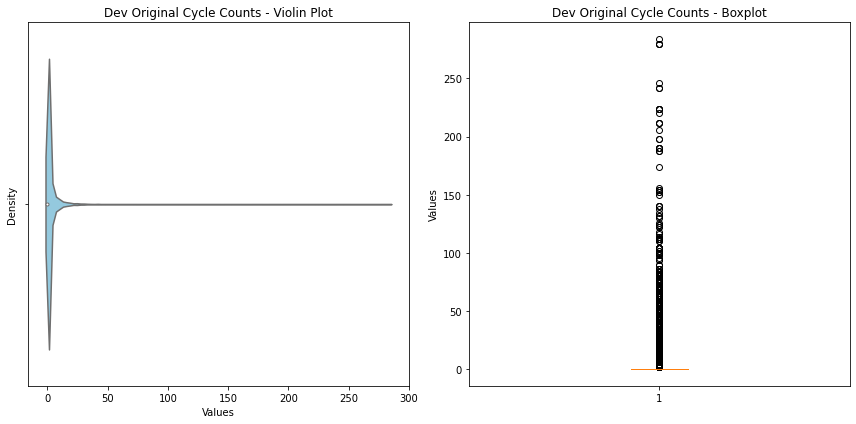 Dev Original Cycle Counts - Violin Plot
Density
0 50 100 150 200 250 300
Values
Dev Original Cycle Counts - Boxplot
Values
250
200
150
100
50
0
1